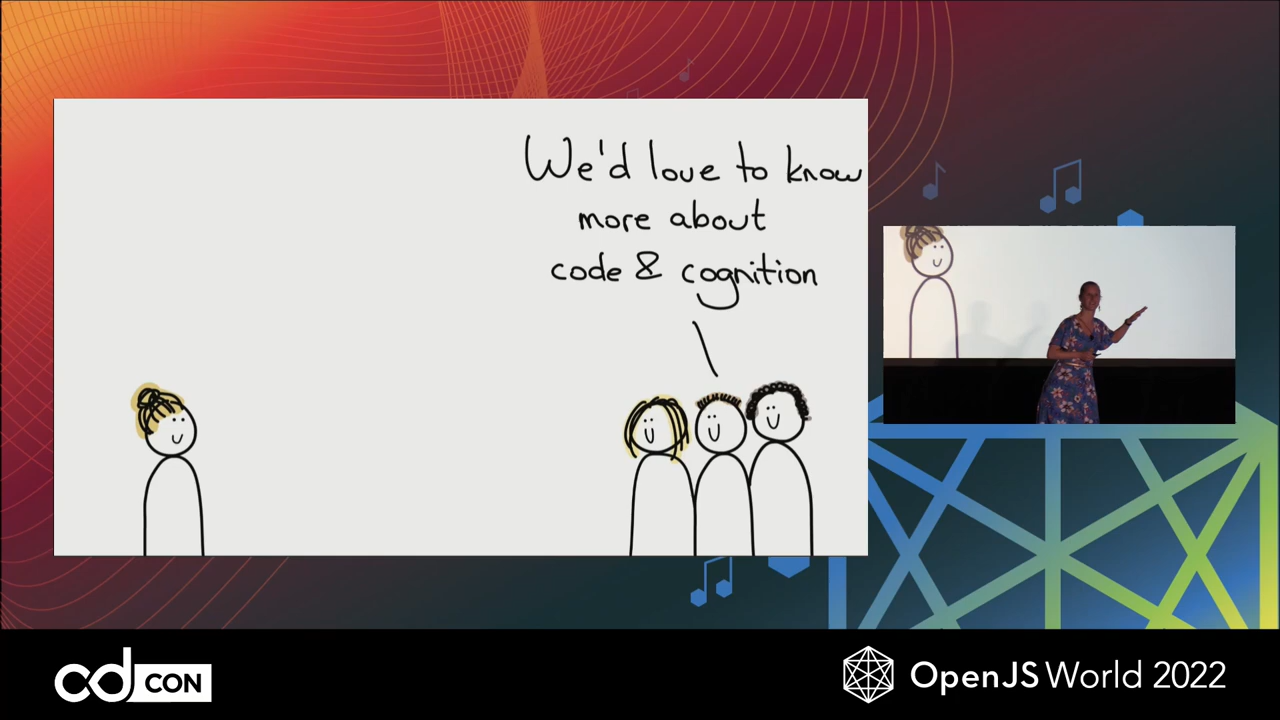 We'd love to know
more about
code & cognition
cd CON
OpenJS World 2022